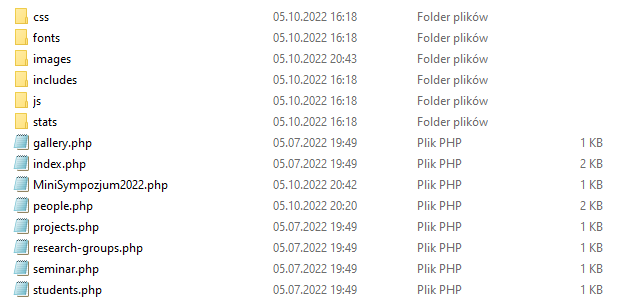 css 05.10.2022 16:18 Folder plików
fonts 05.10.2022 16:18 Folder plików
images 05.10.2022 20:43 Folder plików
includes 05.10.2022 16:18 Folder plików
js 05.10.2022 16:18 Folder plików
stats 05.10.2022 16:18 Folder plików
gallery.php 05.07.2022 19:49 Plik PHP 1 KB
index.php 05.07.2022 19:49 Plik PHP 2 KB
MiniSympozjum2022.php 05.10.2022 20:42 Plik PHP 1 KB
people.php 05.10.2022 20:20 Plik PHP 2 KB
projects.php 05.07.2022 19:49 Plik PHP 1 KB
research-groups.php 05.07.2022 19:49 Plik PHP 1 KB
seminar.php 05.07.2022 19:49 Plik PHP 1 KB
students.php 05.07.2022 19:49 Plik PHP 1 KB